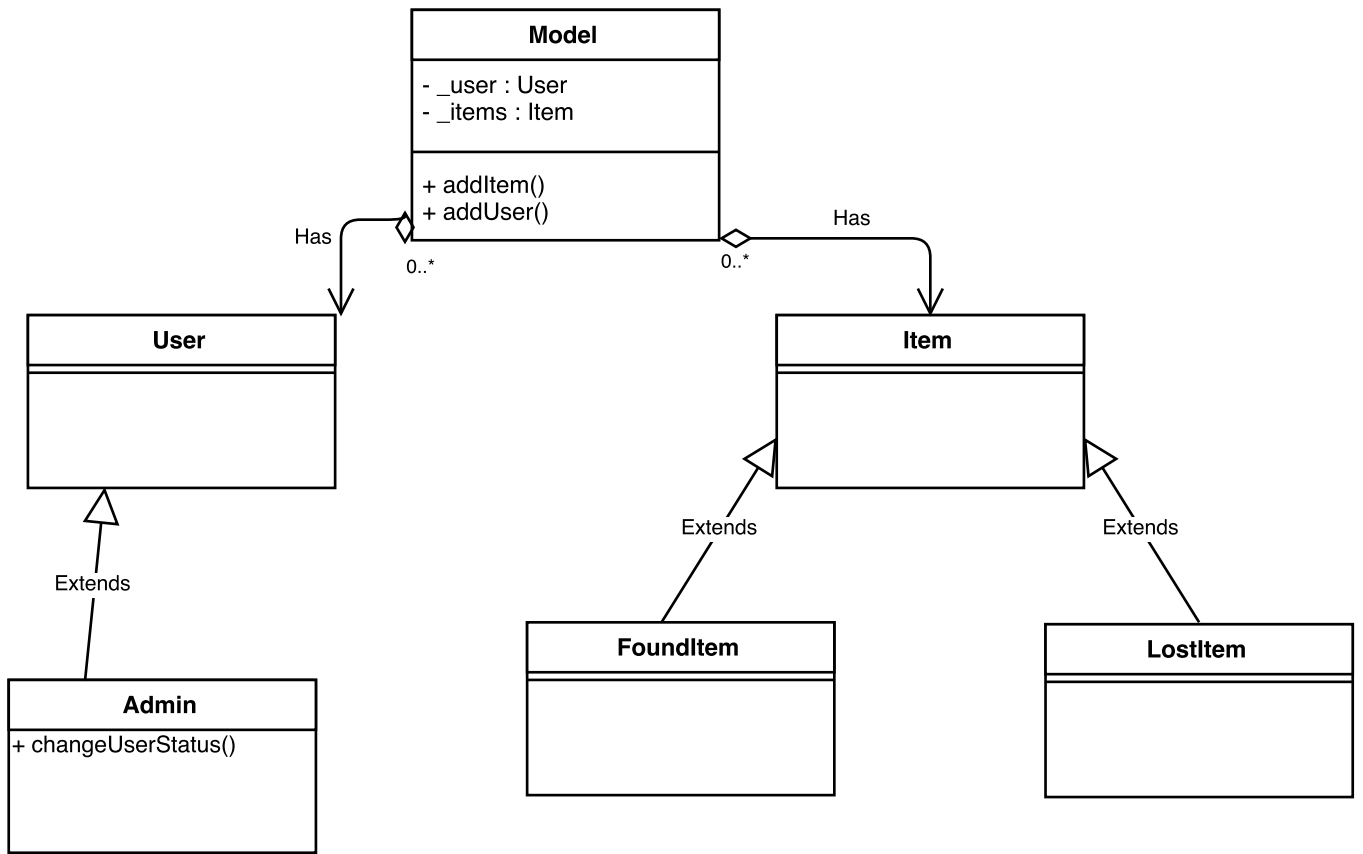 Model
- _user : User
- _items : Item
+ addItem()
+ addUser()
Has
Has
0..*
0..*
User
Item
Extends
Extends
Extends
FoundItem
LostItem
Admin
+ changeUserStatus()